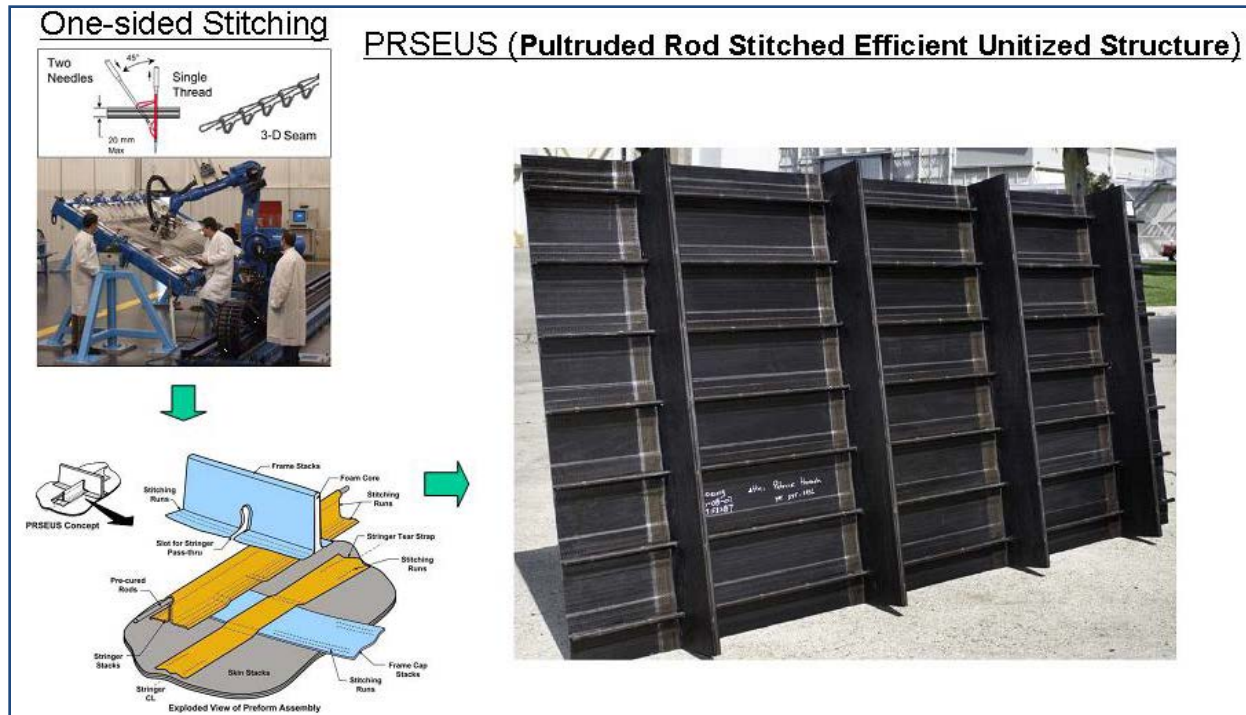 One-sided Stitching
PRSEUS (Pultruded Rod Stitched Efficient Unitized Structure)
Two
Needles
45°
Single
Thread
20 mm
Max
3-D Seam
PRSEUS Concept
Frame Stacks
Foam Core
Stitching
Runs
Stitching
Runs
Slot for Stringer
Pass-thru
Stringer Tear Strap
Stitching
Runs
Pre-cured
Rods
Stringer
Stacks
Skin Stacks
Frame Cap
Stacks
Stitching
Runs
Stringer
CL
Exploded View of Preform Assembly